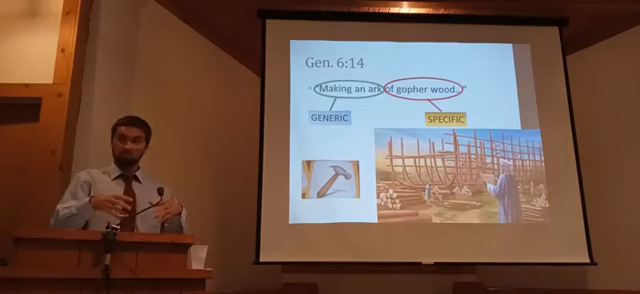 Gen. 6:14
• "Making an ark of gopher wood..."
GENERIC
SPECIFIC